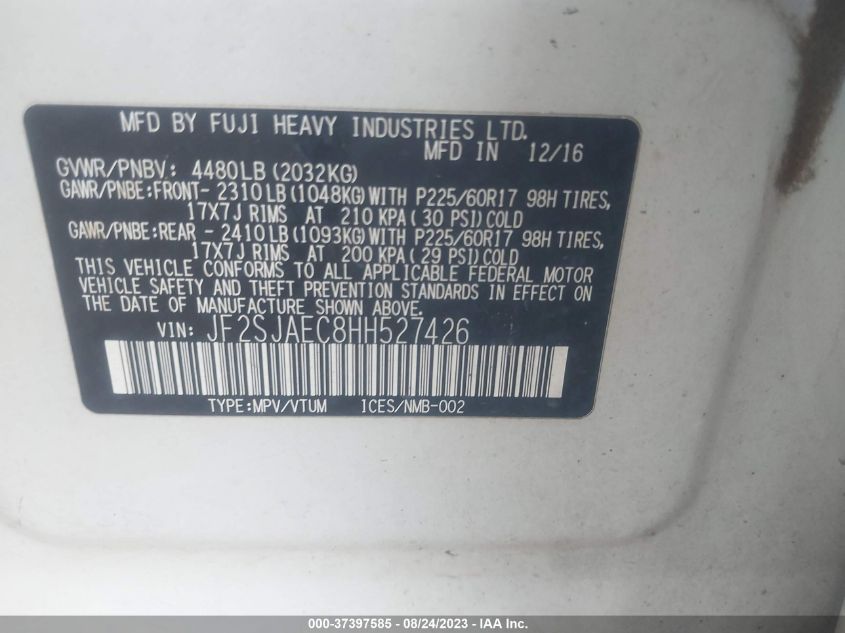 MFD BY FUJI HEAVY INDUSTRIES LTD.
MFD IN 12/16
GVWR/PNBV: 4480LB (2032KG)
GAWR/PNBE:FRONT- 2310LB (1048KG) WITH P225/60R17 98H TIRES,
17X7J RIMS AT 210 KPA ( 30 PSI) COLD
GAWR/PNBE:REAR - 2410LB (1093KG) WITH P225/60R17 98H TIRES,
17X7J RIMS AT 200 KPA ( 29 PSI) COLD
THIS VEHICLE CONFORMS TO ALL APPLICABLE FEDERAL MOTOR
VEHICLE SAFETY AND THEFT PREVENTION STANDARDS IN EFFECT ON
THE DATE OF MANUFACTURE SHOWN ABOVE.
VIN: JF2SJAEC8HH527426
TYPE:MPV/VTUM ICES/NMB-002
000-37397585 - 08/24/2023 - IAA Inc.